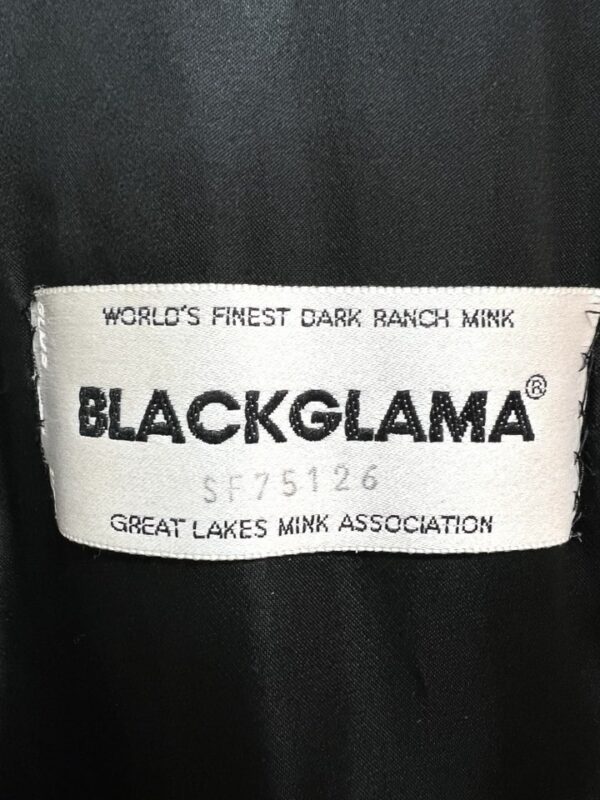 WORLD'S FINEST DARK RANCH MINK
BLACKGLAMA®
SF75126
GREAT LAKES MINK ASSOCIATION